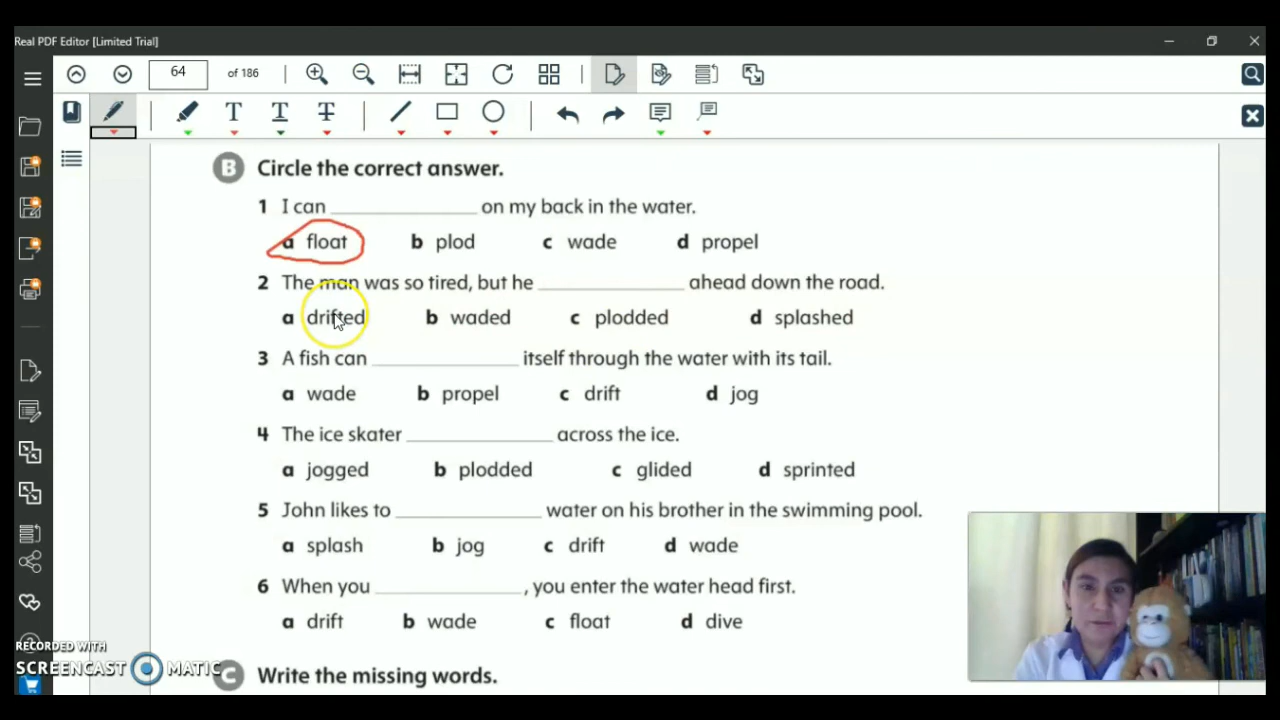 Real PDF Editor [Limited Trial]
64 of 186
B Circle the correct answer.
1 I can ______________ on my back in the water.
a float b plod c wade d propel
2 The man was so tired, but he ______________ ahead down the road.
a drifted b waded c plodded d splashed
3 A fish can ______________ itself through the water with its tail.
a wade b propel c drift d jog
4 The ice skater ______________ across the ice.
a jogged b plodded c glided d sprinted
5 John likes to ______________ water on his brother in the swimming pool.
a splash b jog c drift d wade
6 When you ______________, you enter the water head first.
a drift b wade c float d dive
C Write the missing words.
RECORDED WITH
SCREENCAST MATIC